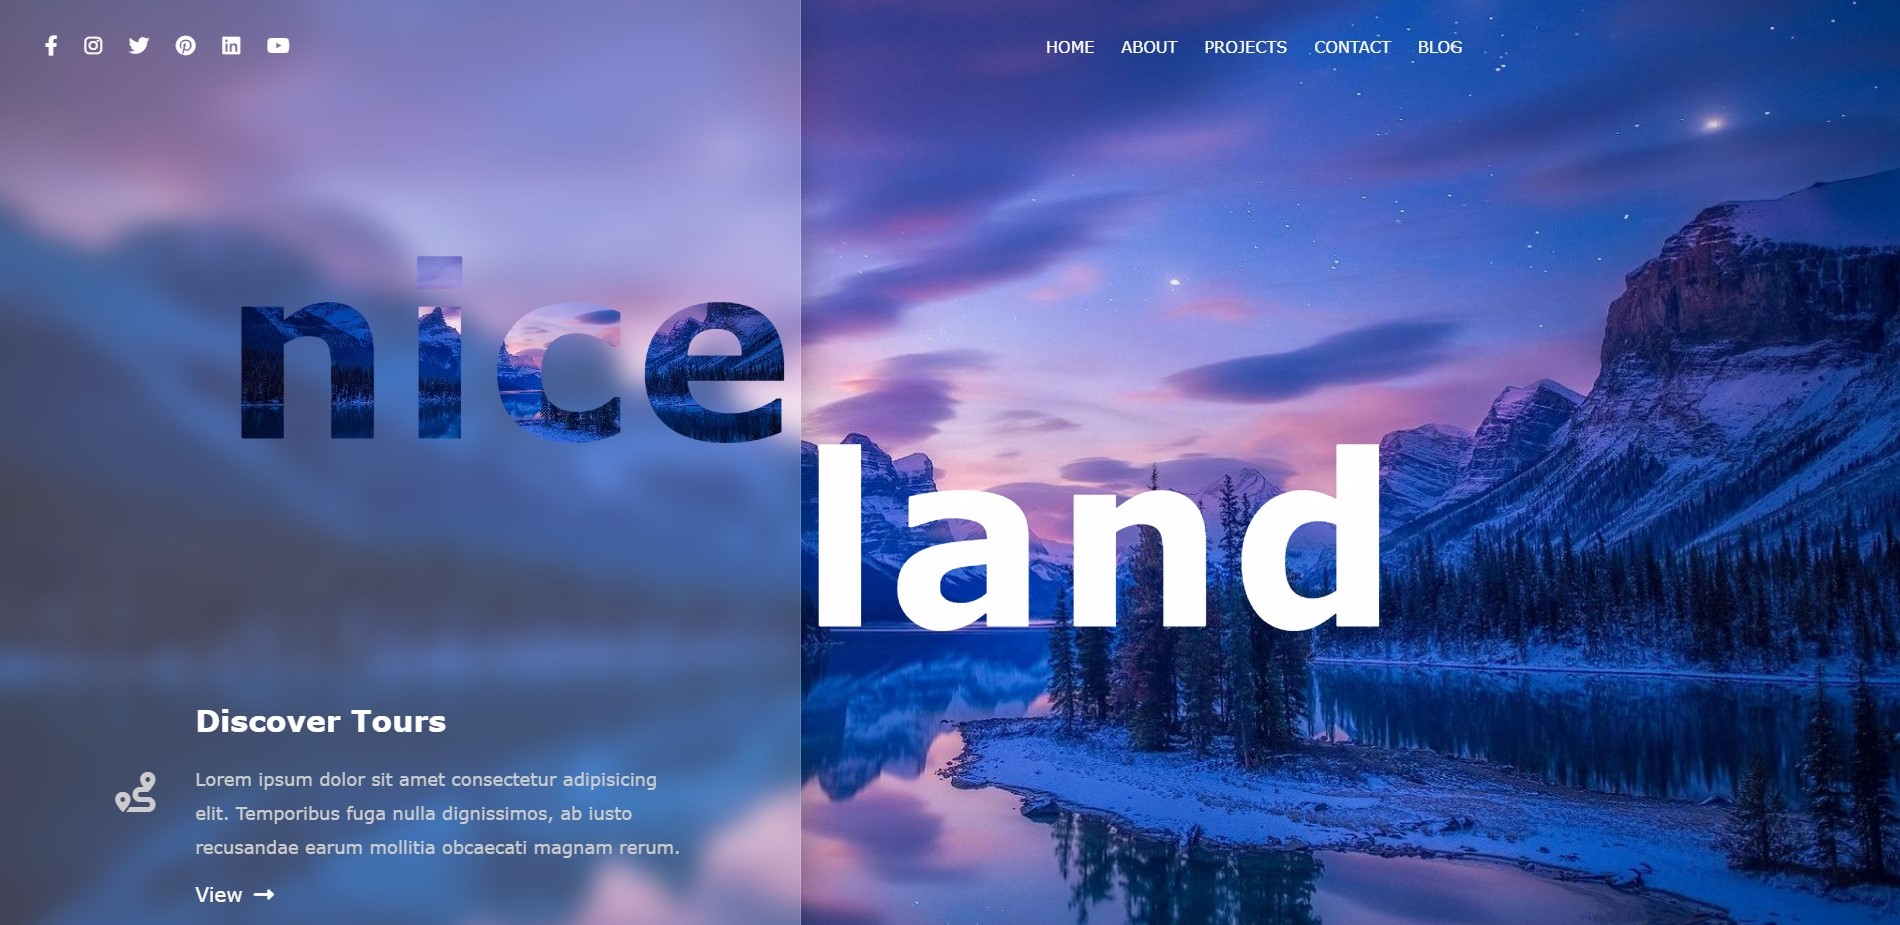 HOME ABOUT PROJECTS CONTACT BLOG
nice
land
Discover Tours
Lorem ipsum dolor sit amet consectetur adipisicing
elit. Temporibus fuga nulla dignissimos, ab iusto
recusandae earum mollitia obcaecati magnam rerum.
View